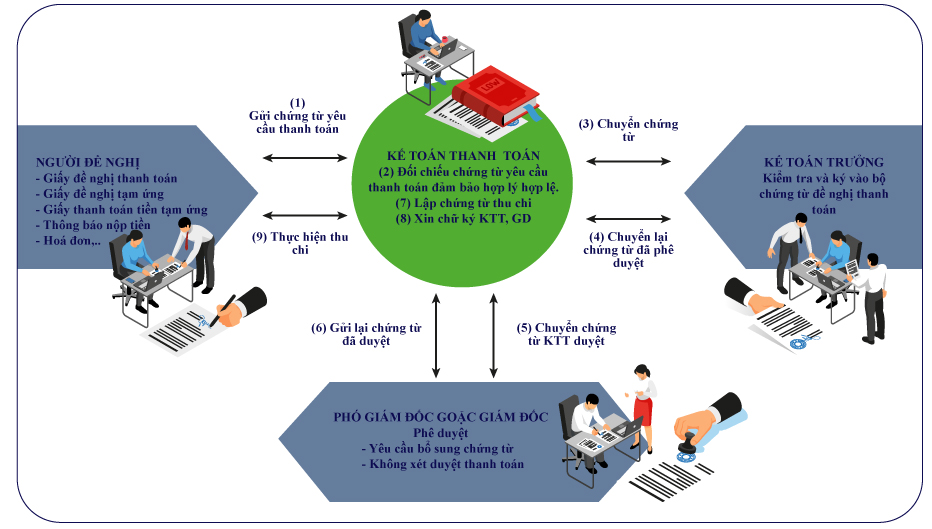 (1)
Gửi chứng từ yêu
cầu thanh toán
NGƯỜI ĐỀ NGHỊ
- Giấy đề nghị thanh toán
- Giấy đề nghị tạm ứng
- Giấy thanh toán tiền tạm ứng
- Thông báo nộp tiền
- Hoá đơn,..
(9) Thực hiện thu
chi
LOW
KẾ TOÁN THANH TOÁN
(2) Đối chiếu chứng từ yêu cầu
thanh toán đảm bảo hợp lý hợp lệ.
(7) Lập chứng từ thu chi
(8) Xin chữ ký KTT, GD
(3) Chuyển chứng
từ
(4) Chuyển lại
chứng từ đã phê
duyệt
KẾ TOÁN TRƯỞNG
Kiểm tra và ký vào bộ
chứng từ đề nghị thanh
toán
(6) Gửi lại chứng từ
đã duyệt
(5) Chuyển chứng
từ KTT duyệt
PHÓ GIÁM ĐỐC GOẶC GIÁM ĐỐC
Phê duyệt
- Yêu cầu bổ sung chứng từ
- Không xét duyệt thanh toán